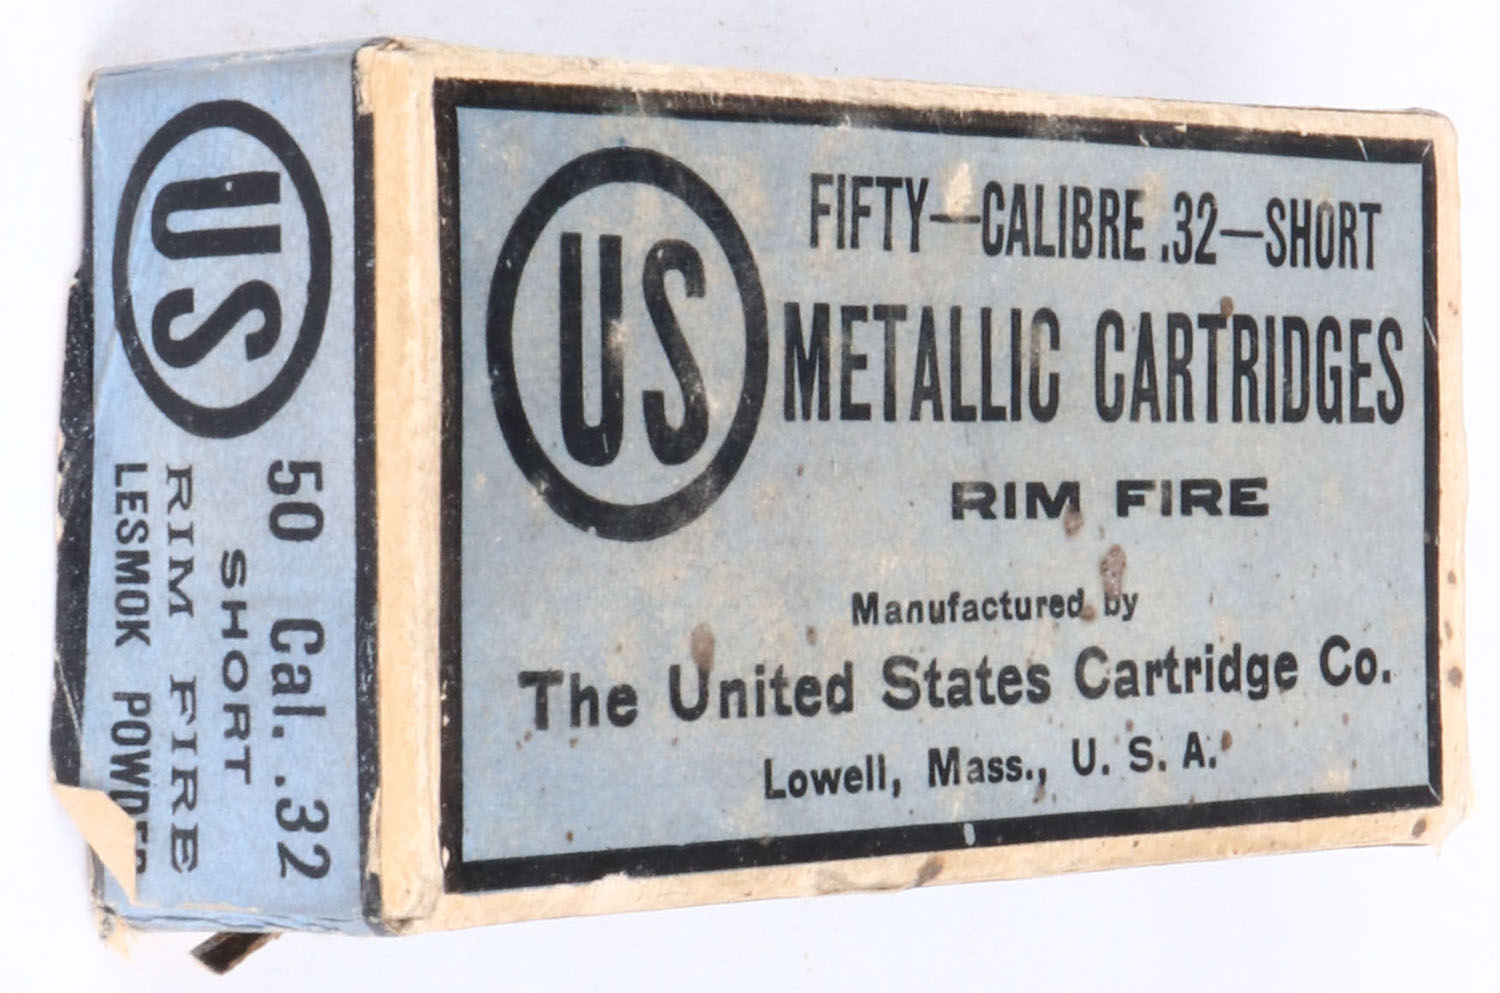 US
FIFTY—CALIBRE .32—SHORT
METALLIC CARTRIDGES
RIM FIRE
Manufactured by
The United States Cartridge Co.
Lowell, Mass., U. S. A.
US
50 Cal. .32
SHORT
RIM FIRE
LESMOK POWDER